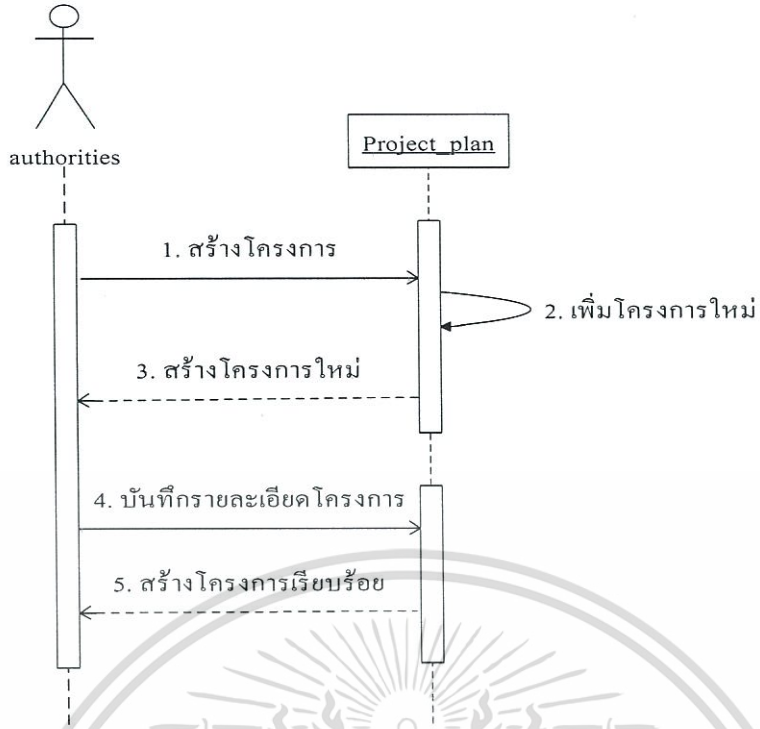 authorities
Project_plan
1. สร้างโครงการ
2. เพิ่มโครงการใหม่
3. สร้างโครงการใหม่
4. บันทึกรายละเอียดโครงการ
5. สร้างโครงการเรียบร้อย